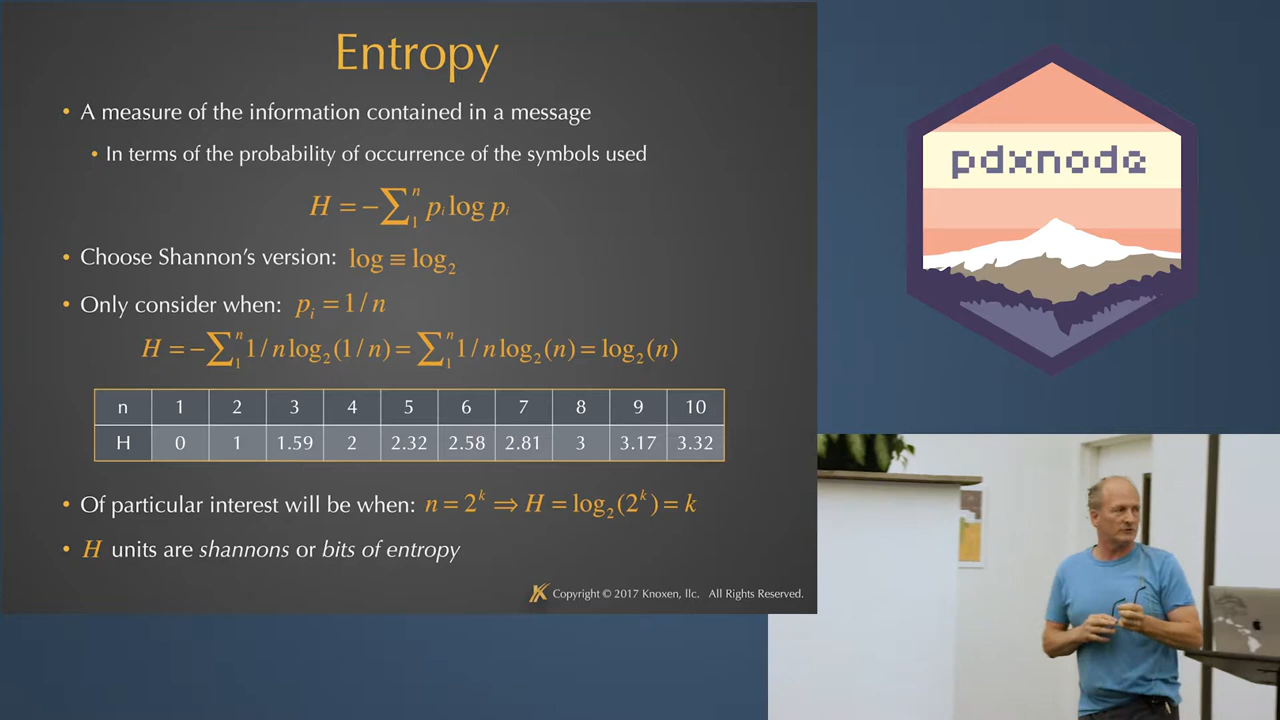 Entropy
• A measure of the information contained in a message
• In terms of the probability of occurrence of the symbols used
H = −∑₁ⁿ pᵢ log pᵢ
• Choose Shannon’s version: log ≡ log₂
• Only consider when: pᵢ = 1/n
H = −∑₁ⁿ 1/n log₂(1/n) = ∑₁ⁿ 1/n log₂(n) = log₂(n)
n 1 2 3 4 5 6 7 8 9 10
H 0 1 1.59 2 2.32 2.58 2.81 3 3.17 3.32
• Of particular interest will be when: n = 2ᵏ ⇒ H = log₂(2ᵏ) = k
• H units are shannons or bits of entropy
Copyright © 2017 Knoxen, llc. All Rights Reserved.
pdxnode